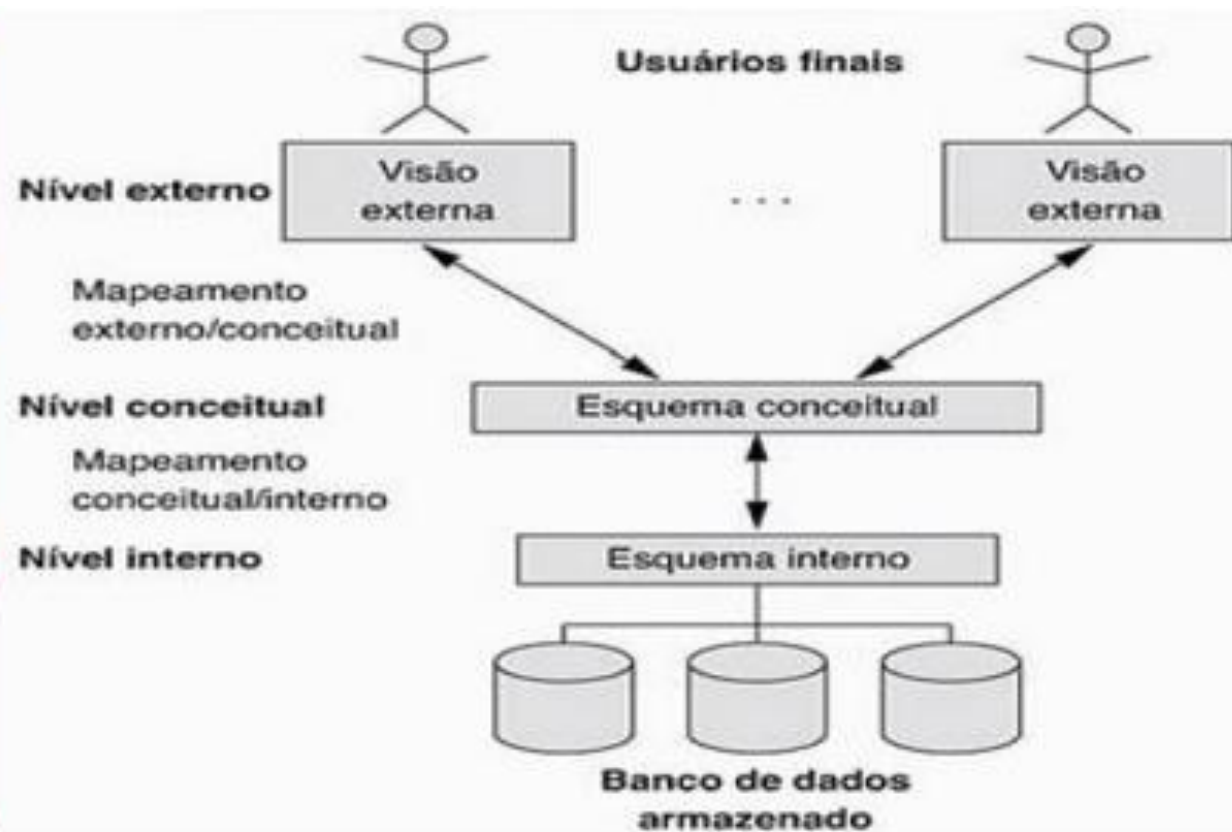 Usuários finais
Nível externo
Visão
externa
. . .
Visão
externa
Mapeamento
externo/conceitual
Nível conceitual
Esquema conceitual
Mapeamento
conceitual/interno
Nível interno
Esquema interno
Banco de dados
armazenado